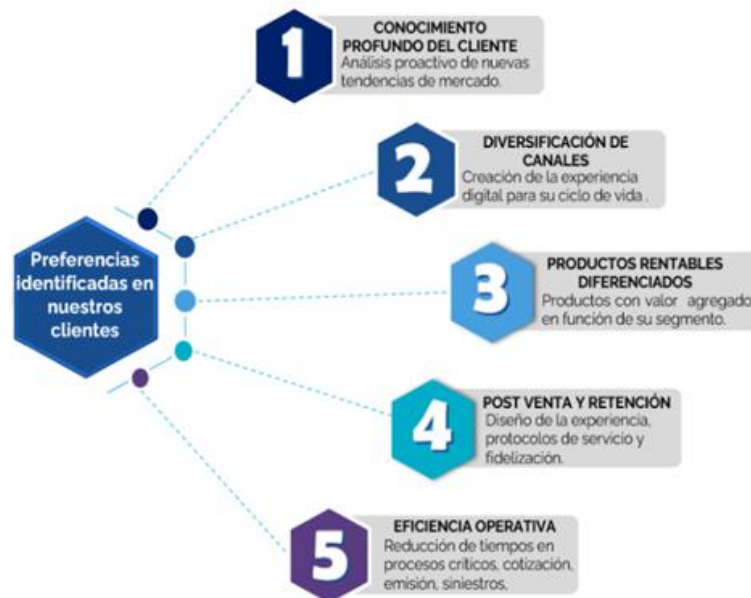 Preferencias
identificadas en
nuestros
clientes
1
CONOCIMIENTO
PROFUNDO DEL CLIENTE
Análisis proactivo de nuevas
tendencias de mercado.
2
DIVERSIFICACIÓN DE
CANALES
Creación de la experiencia
digital para su ciclo de vida .
3
PRODUCTOS RENTABLES
DIFERENCIADOS
Productos con valor agregado
en función de su segmento.
4
POST VENTA Y RETENCIÓN
Diseño de la experiencia,
protocolos de servicio y
fidelización.
5
EFICIENCIA OPERATIVA
Reducción de tiempos en
procesos críticos, cotización,
emisión, siniestros,